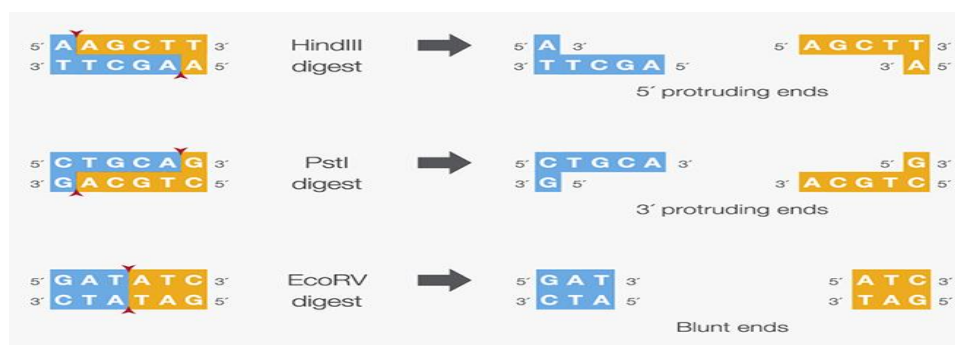 5′ A A G C T T 3′ HindIII 5′ A 3′ 5′ A G C T T 3′
3′ T T C G A A 5′ digest 3′ T T C G A 5′ 3′ A 5′
5′ protruding ends
5′ C T G C A G 3′ PstI 5′ C T G C A 3′ 5′ G 3′
3′ G A C G T C 5′ digest 3′ G 5′ 3′ A C G T C 5′
3′ protruding ends
5′ G A T A T C 3′ EcoRV 5′ G A T 3′ 5′ A T C 3′
3′ C T A T A G 5′ digest 3′ C T A 5′ 3′ T A G 5′
Blunt ends